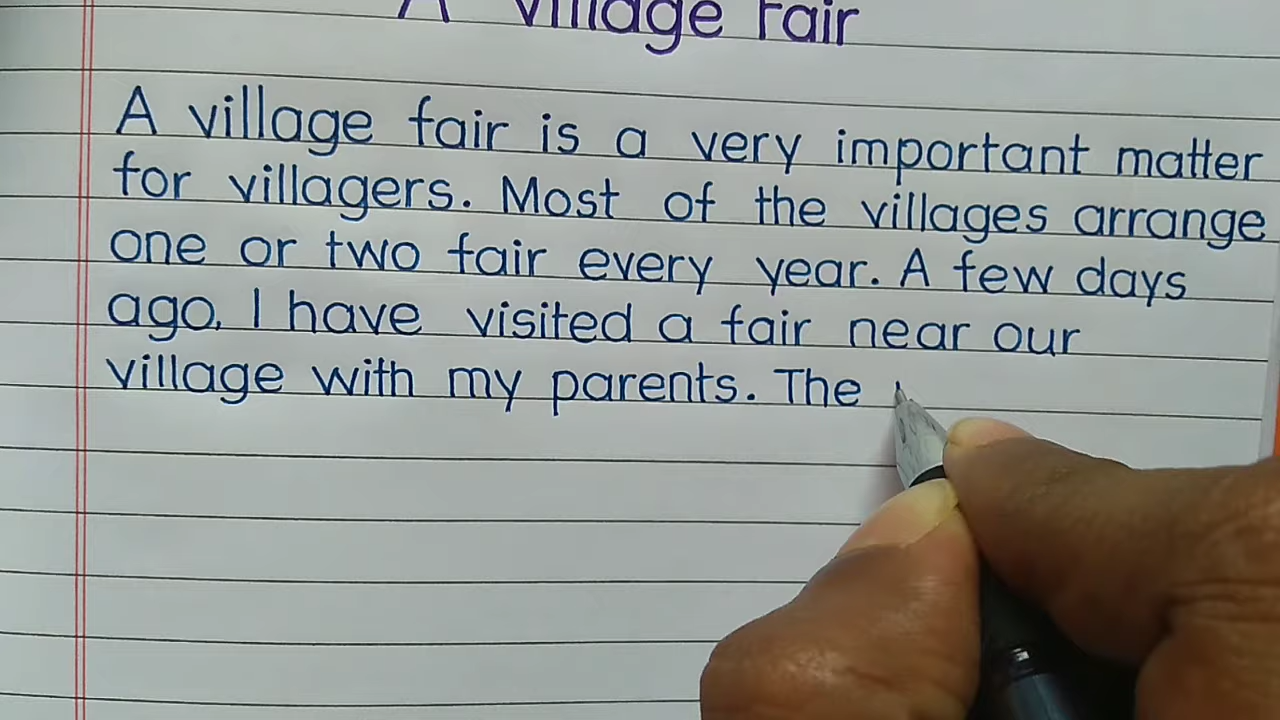 A Village Fair
A village fair is a very important matter
for villagers. Most of the villages arrange
one or two fair every year. A few days
ago, I have visited a fair near our
village with my parents. The